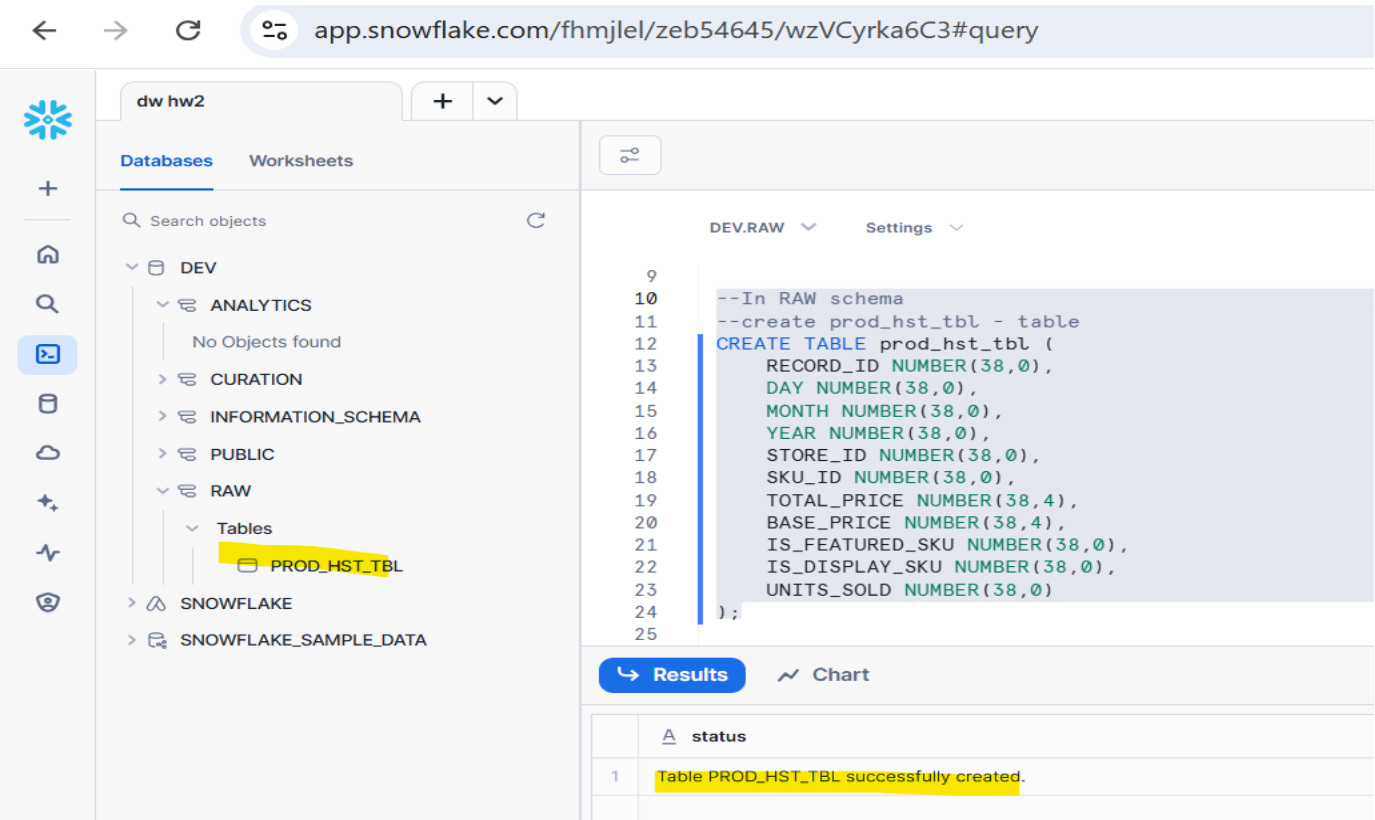 app.snowflake.com/fhmjlel/zeb54645/wzVCyrka6C3#query
dw hw2
Databases Worksheets
Search objects
DEV
ANALYTICS
No Objects found
CURATION
INFORMATION_SCHEMA
PUBLIC
RAW
Tables
PROD_HST_TBL
SNOWFLAKE
SNOWFLAKE_SAMPLE_DATA
DEV.RAW Settings
9
10 --In RAW schema
11 --create prod_hst_tbl - table
12 CREATE TABLE prod_hst_tbl (
13 RECORD_ID NUMBER(38,0),
14 DAY NUMBER(38,0),
15 MONTH NUMBER(38,0),
16 YEAR NUMBER(38,0),
17 STORE_ID NUMBER(38,0),
18 SKU_ID NUMBER(38,0),
19 TOTAL_PRICE NUMBER(38,4),
20 BASE_PRICE NUMBER(38,4),
21 IS_FEATURED_SKU NUMBER(38,0),
22 IS_DISPLAY_SKU NUMBER(38,0),
23 UNITS_SOLD NUMBER(38,0)
24 );
25
Results Chart
A status
1 Table PROD_HST_TBL successfully created.